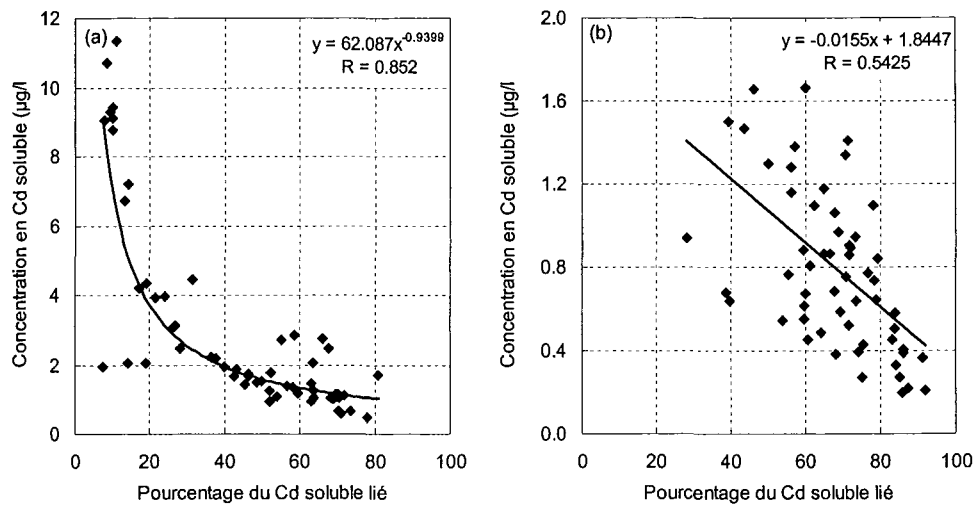 (a)
y = 62.087x^-0.9399
R = 0.852
Concentration en Cd soluble (µg/l)
12
10
8
6
4
2
0
0 20 40 60 80 100
Pourcentage du Cd soluble lié
(b)
y = -0.0155x + 1.8447
R = 0.5425
Concentration en Cd soluble (µg/l)
2.0
1.6
1.2
0.8
0.4
0.0
0 20 40 60 80 100
Pourcentage du Cd soluble lié